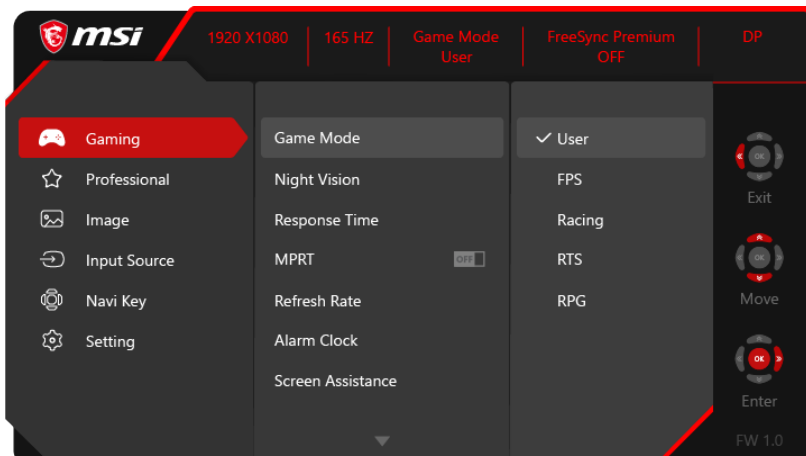 msi
1920 X1080
165 HZ
Game Mode
User
FreeSync Premium
OFF
DP
Gaming
Professional
Image
Input Source
Navi Key
Setting
Game Mode
Night Vision
Response Time
MPRT
OFF
Refresh Rate
Alarm Clock
Screen Assistance
User
FPS
Racing
RTS
RPG
OK
Exit
OK
Move
OK
Enter
FW 1.0